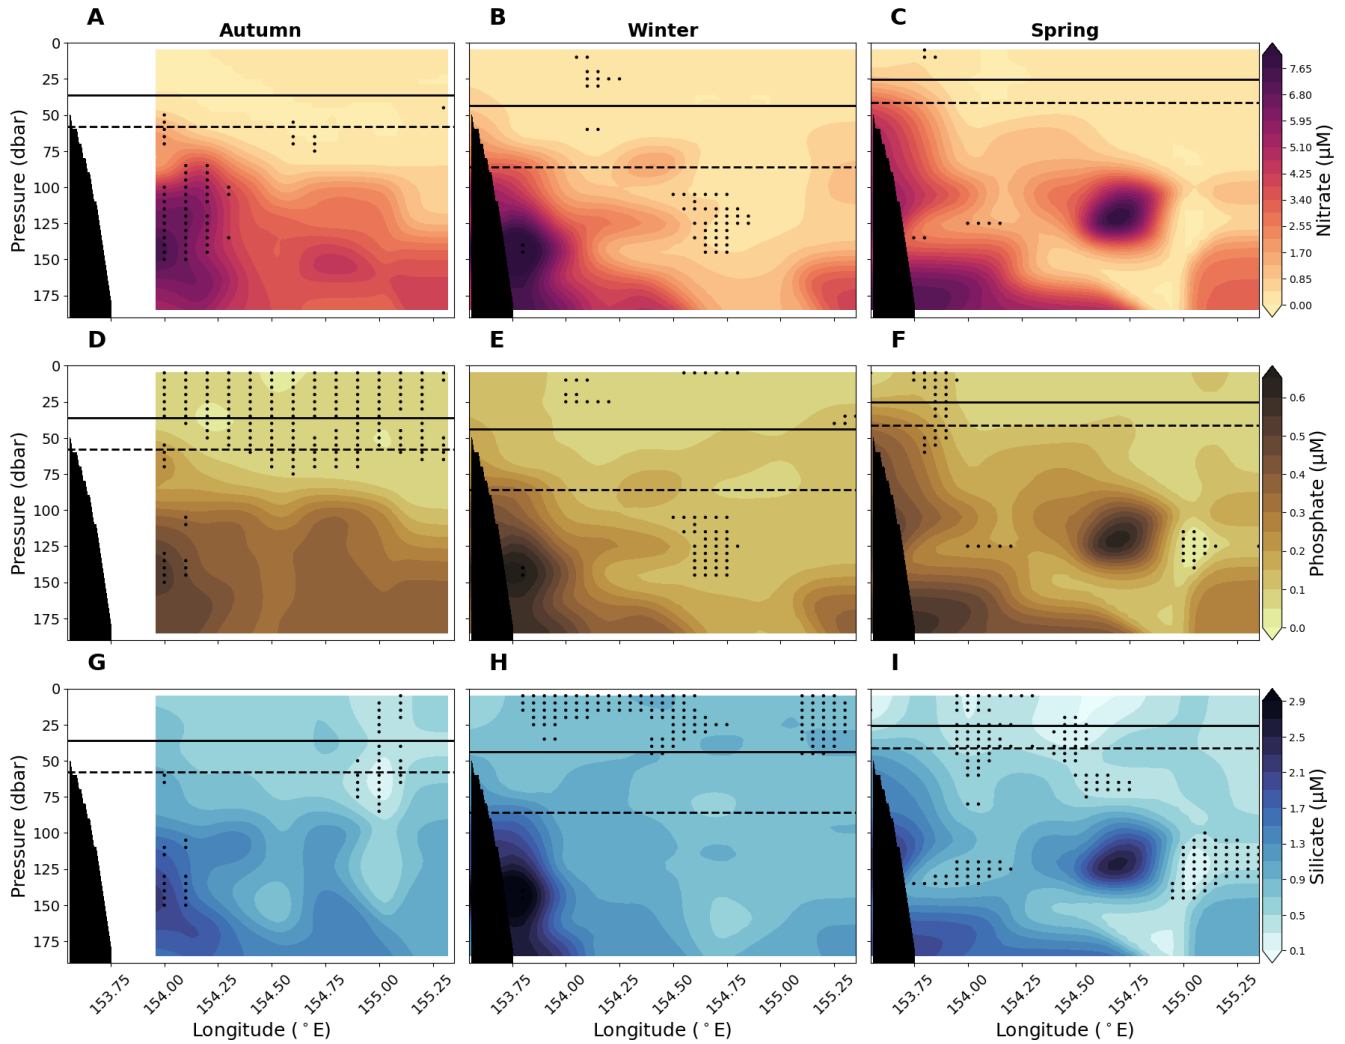 A
B
C
Autumn
Winter
Spring
0
25
50
75
100
125
150
175
Pressure (dbar)
7.65
6.80
5.95
5.10
4.25
3.40
2.55
1.70
0.85
0.00
Nitrate (μM)
D
E
F
0
25
50
75
100
125
150
175
Pressure (dbar)
0.6
0.5
0.4
0.3
0.2
0.1
0.0
Phosphate (μM)
G
H
I
0
25
50
75
100
125
150
175
Pressure (dbar)
2.9
2.5
2.1
1.7
1.3
0.9
0.5
0.1
Silicate (μM)
153.75 154.00 154.25 154.50 154.75 155.00 155.25
153.75 154.00 154.25 154.50 154.75 155.00 155.25
153.75 154.00 154.25 154.50 154.75 155.00 155.25
Longitude (°E)
Longitude (°E)
Longitude (°E)